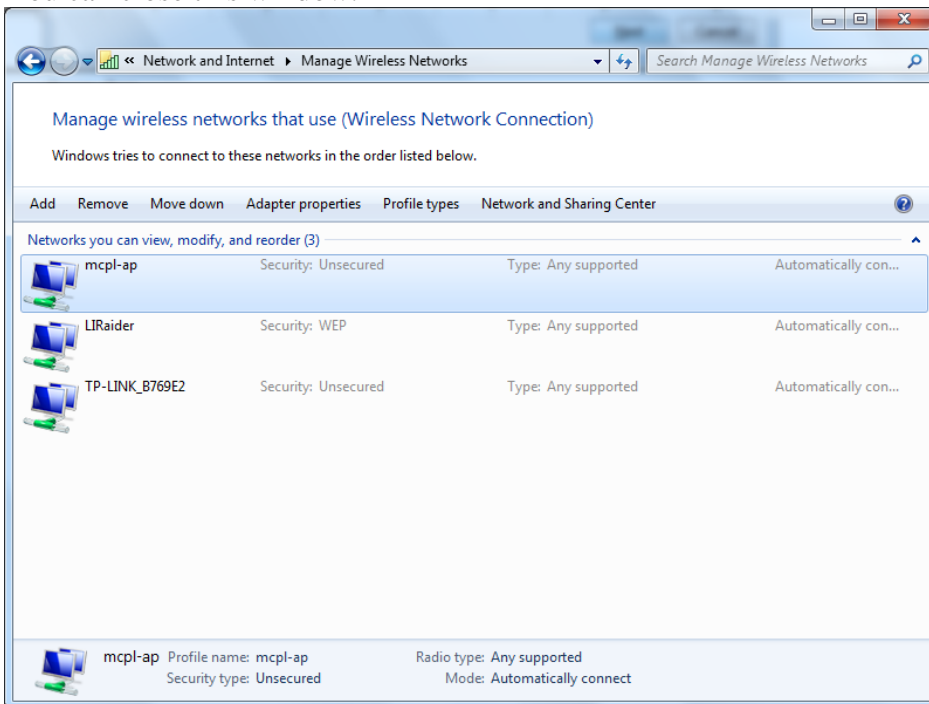 « Network and Internet ▸ Manage Wireless Networks Search Manage Wireless Networks
Manage wireless networks that use (Wireless Network Connection)
Windows tries to connect to these networks in the order listed below.
Add Remove Move down Adapter properties Profile types Network and Sharing Center
Networks you can view, modify, and reorder (3)
mcpl-ap Security: Unsecured Type: Any supported Automatically con...
LIRaider Security: WEP Type: Any supported Automatically con...
TP-LINK_B769E2 Security: Unsecured Type: Any supported Automatically con...
mcpl-ap Profile name: mcpl-ap Radio type: Any supported
Security type: Unsecured Mode: Automatically connect